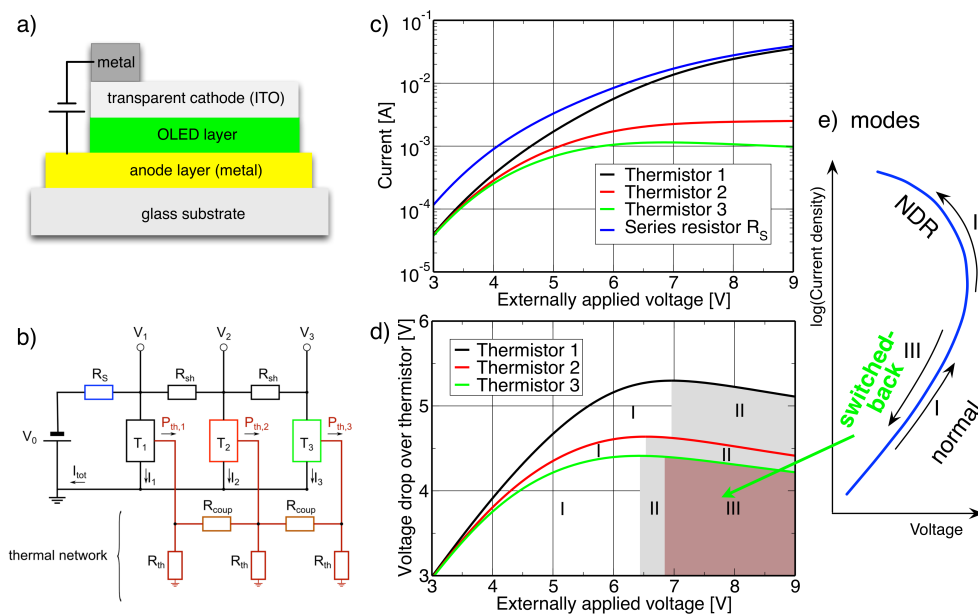 a)
metal
transparent cathode (ITO)
OLED layer
anode layer (metal)
glass substrate
b)
V1
V2
V3
RS
Rsh
Rsh
V0
T1
Pth,1
T2
Pth,2
T3
Pth,3
Itot
I1
I2
I3
Rcoup
Rcoup
thermal network
Rth
Rth
Rth
c)
Current [A]
10-1
10-2
10-3
10-4
10-5
Thermistor 1
Thermistor 2
Thermistor 3
Series resistor RS
3
4
5
6
7
8
9
Externally applied voltage [V]
d)
Voltage drop over thermistor [V]
6
5
4
3
Thermistor 1
Thermistor 2
Thermistor 3
I
II
I
II
I
II
III
3
4
5
6
7
8
9
Externally applied voltage [V]
e) modes
log(Current density)
NDR
I
III
switched-
back
I
normal
Voltage